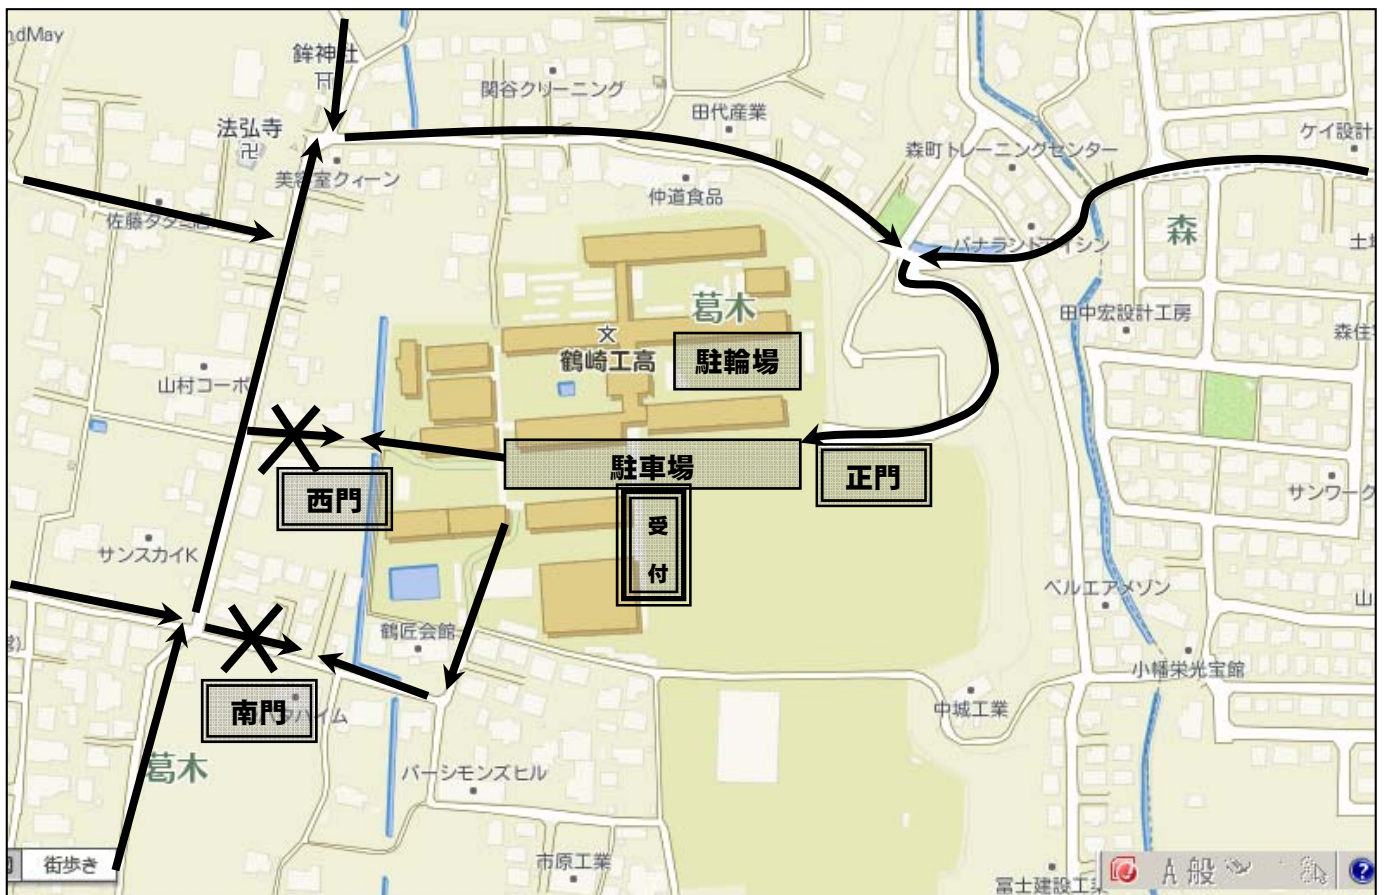 ndMay
鉾神社
関谷クリーニング
田代産業
法弘寺
美容室クィーン
森町トレーニングセンター
ケイ設計
佐藤タタミ店
仲道食品
バナランドアイシン
森
土
葛木
田中宏設計工房
森住宅
文
鶴崎工高
駐輪場
山村コーポ
駐車場
正門
西門
サンワーク
受
付
サンスカイK
ベルエアメゾン
山
鶴匠会館
小幡栄光宝館
南門
ハイム
中城工業
葛木
パーシモンズヒル
街歩き
市原工業
冨士建設工業
A 般